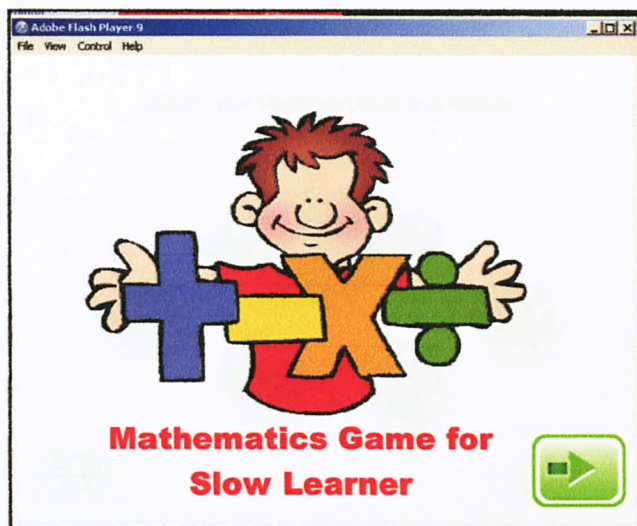 Adobe Flash Player 9
File View Control Help
+ - x ÷
Mathematics Game for
Slow Learner